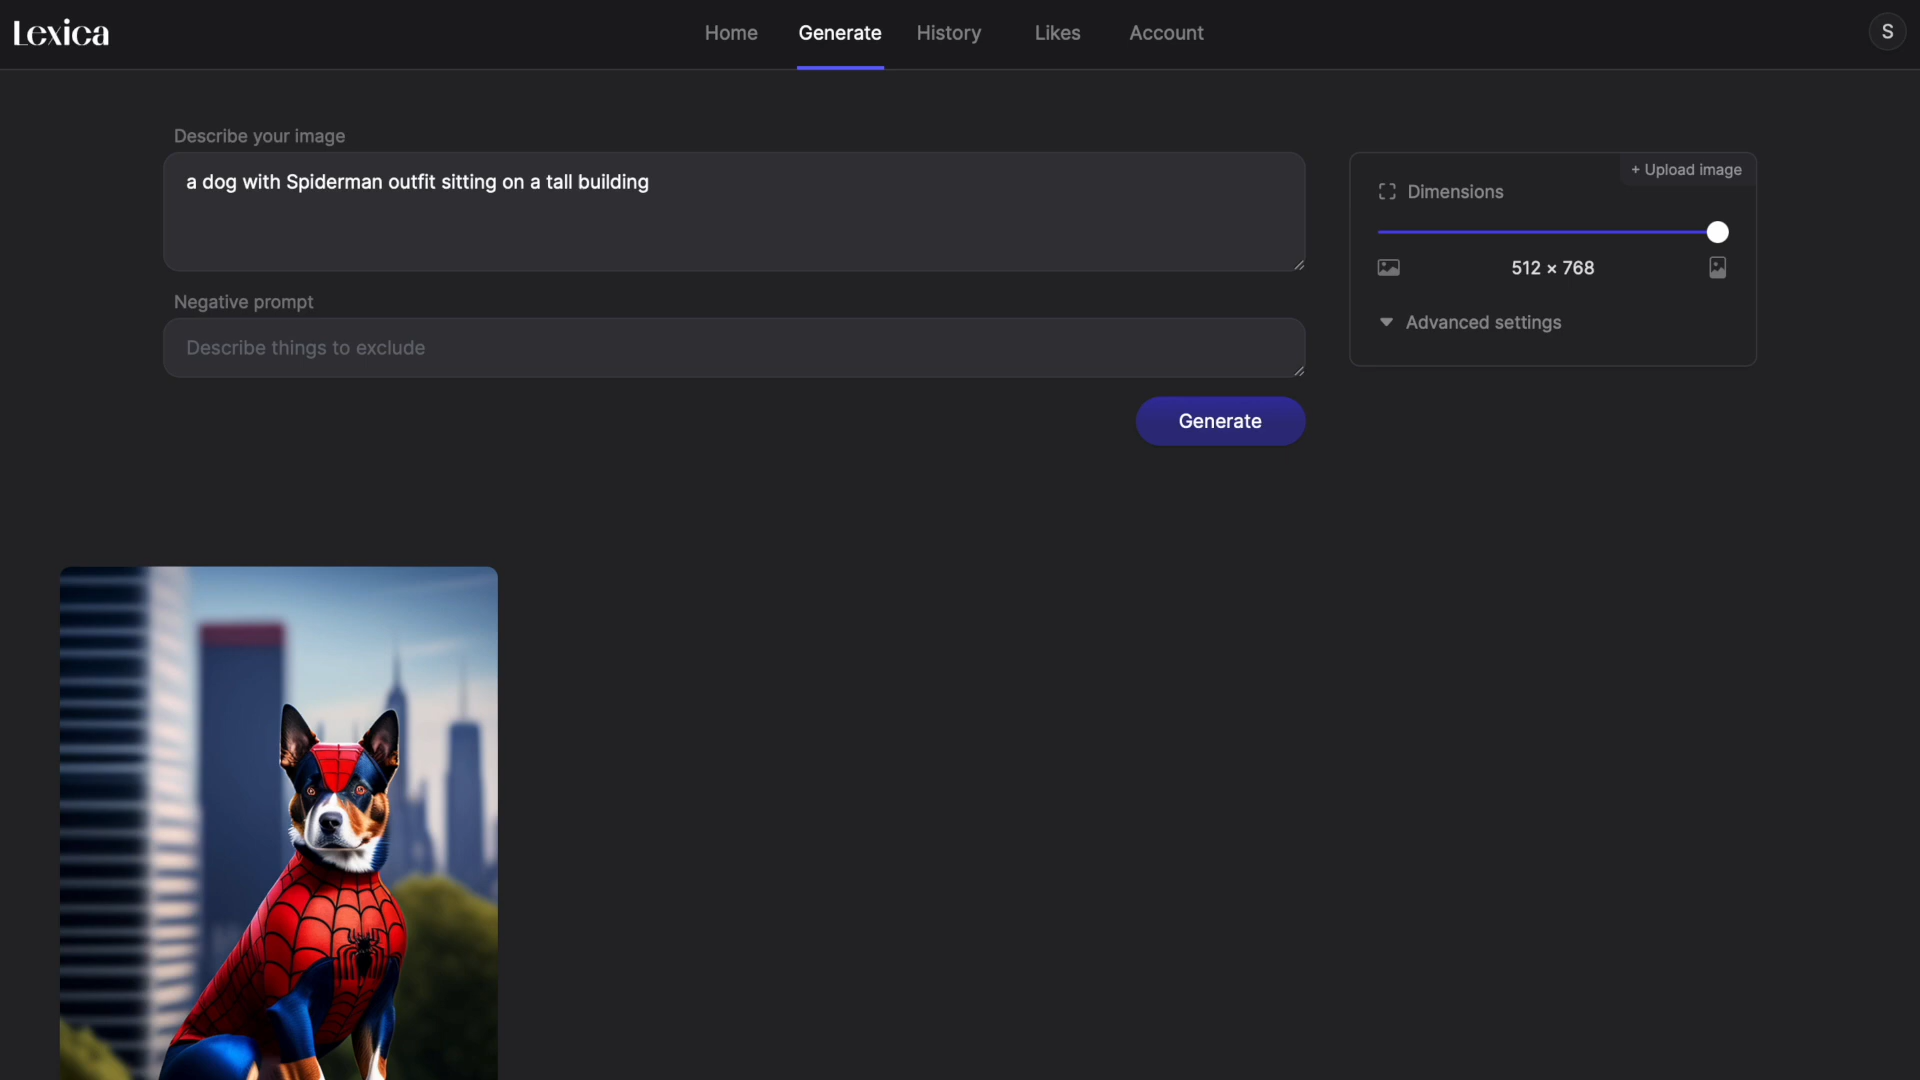 Lexica
Home Generate History Likes Account
S
Describe your image
a dog with Spiderman outfit sitting on a tall building
+ Upload image
Dimensions
512 × 768
Advanced settings
Negative prompt
Describe things to exclude
Generate